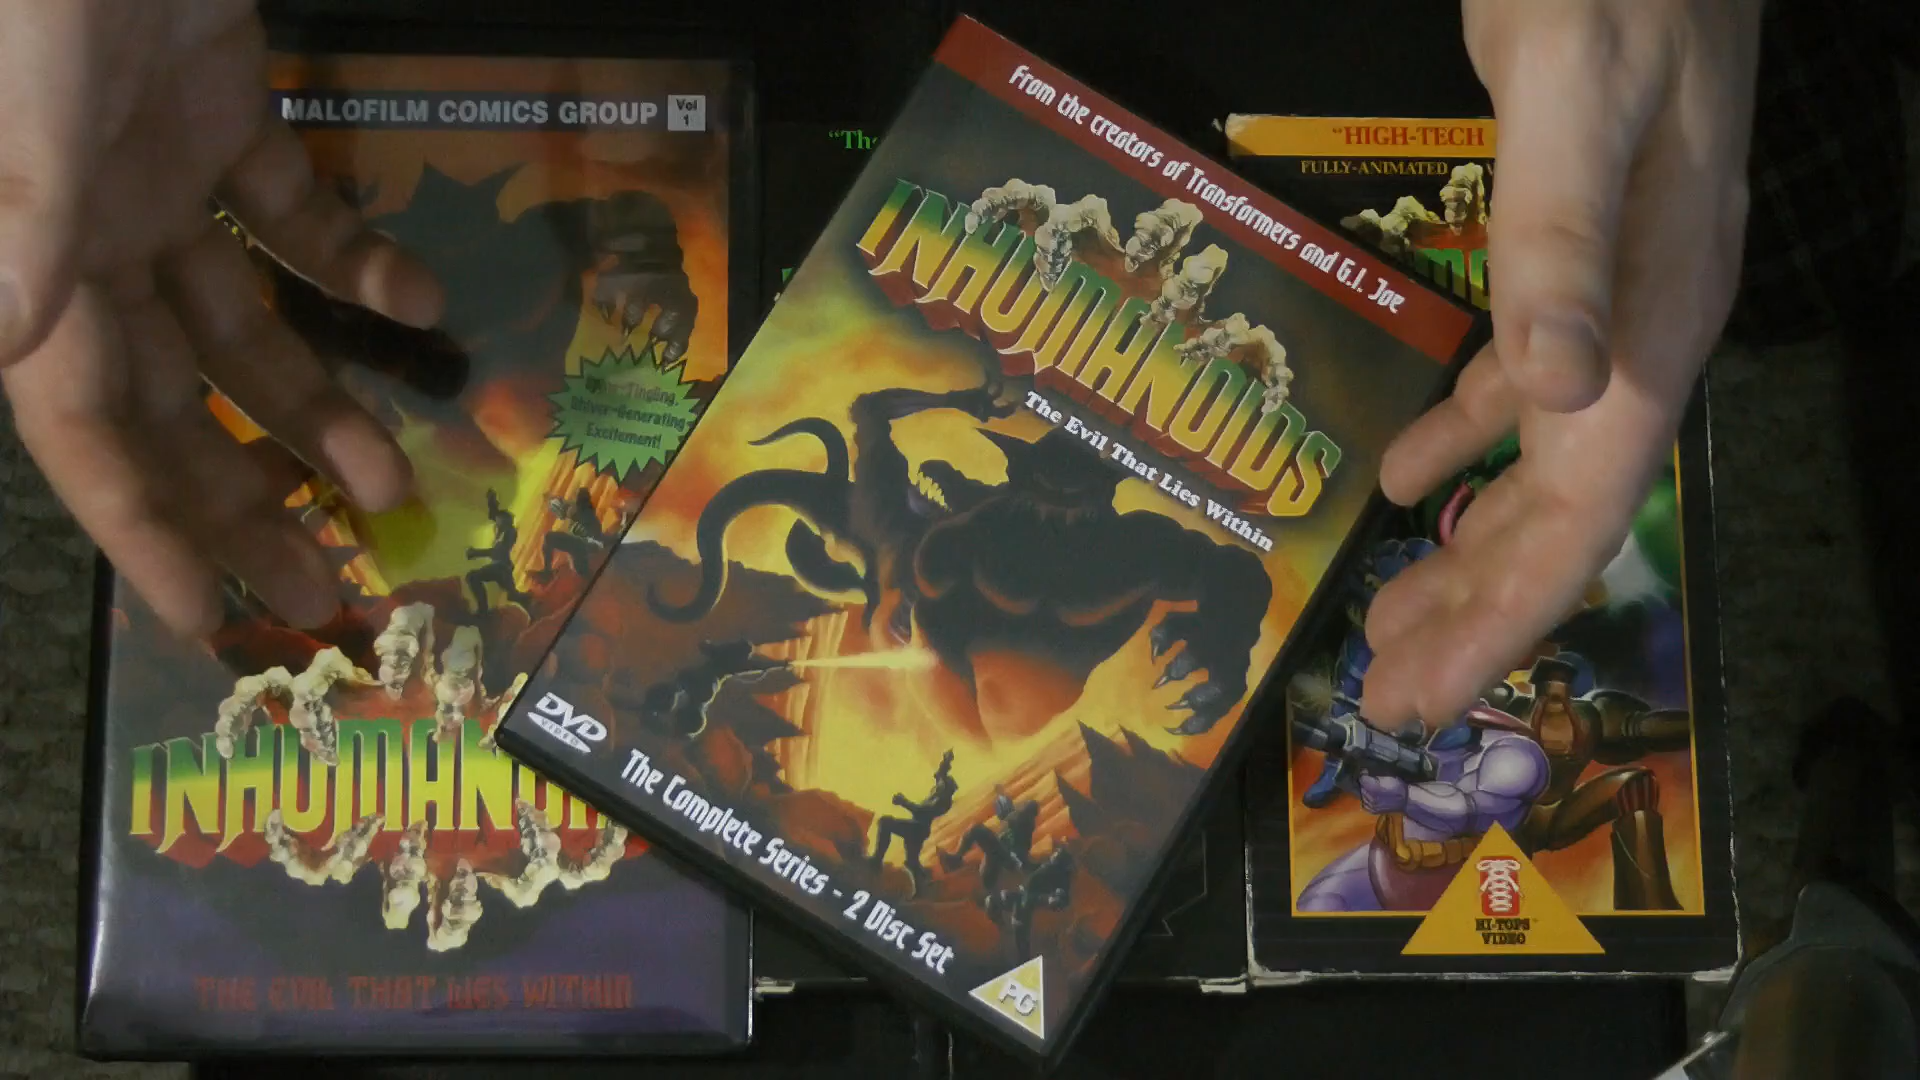 MALOFILM COMICS GROUP
Vol
1
Spine-Tingling,
Shiver-Generating
Excitement!
THE EVIL THAT LIES WITHIN
From the creators of Transformers and G.I. Joe
INHUMANOIDS
The Evil That Lies Within
DVD
VIDEO
The Complete Series - 2 Disc Set
PG
"HIGH-TECH
FULLY-ANIMATED
HI-TOPS
VIDEO